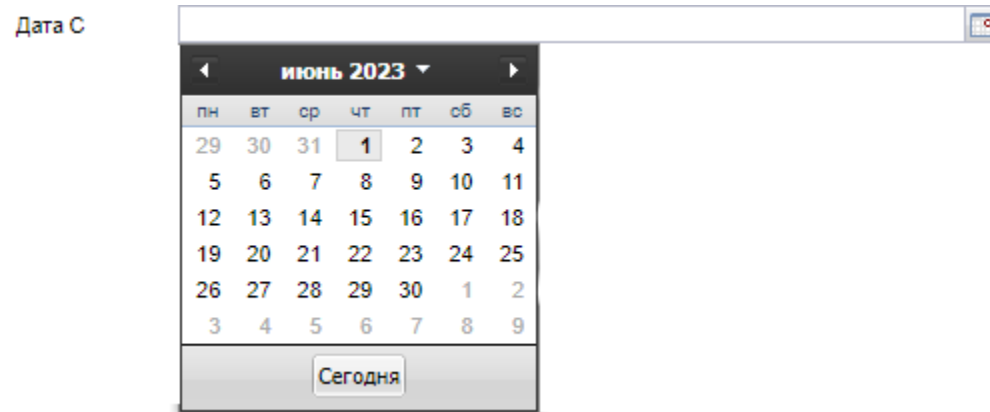 Дата С
июнь 2023
пн вт ср чт пт сб вс
29 30 31 1 2 3 4
5 6 7 8 9 10 11
12 13 14 15 16 17 18
19 20 21 22 23 24 25
26 27 28 29 30 1 2
3 4 5 6 7 8 9
Сегодня